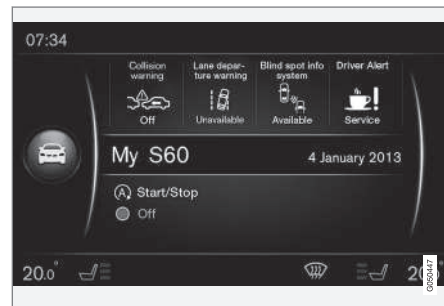 07:34
Collision warning
Off
Lane depar-
ture warning
Unavailable
Blind spot info
system
Available
Driver Alert
Service
My S60
4 January 2013
Start/Stop
Off
20.0°
G050447